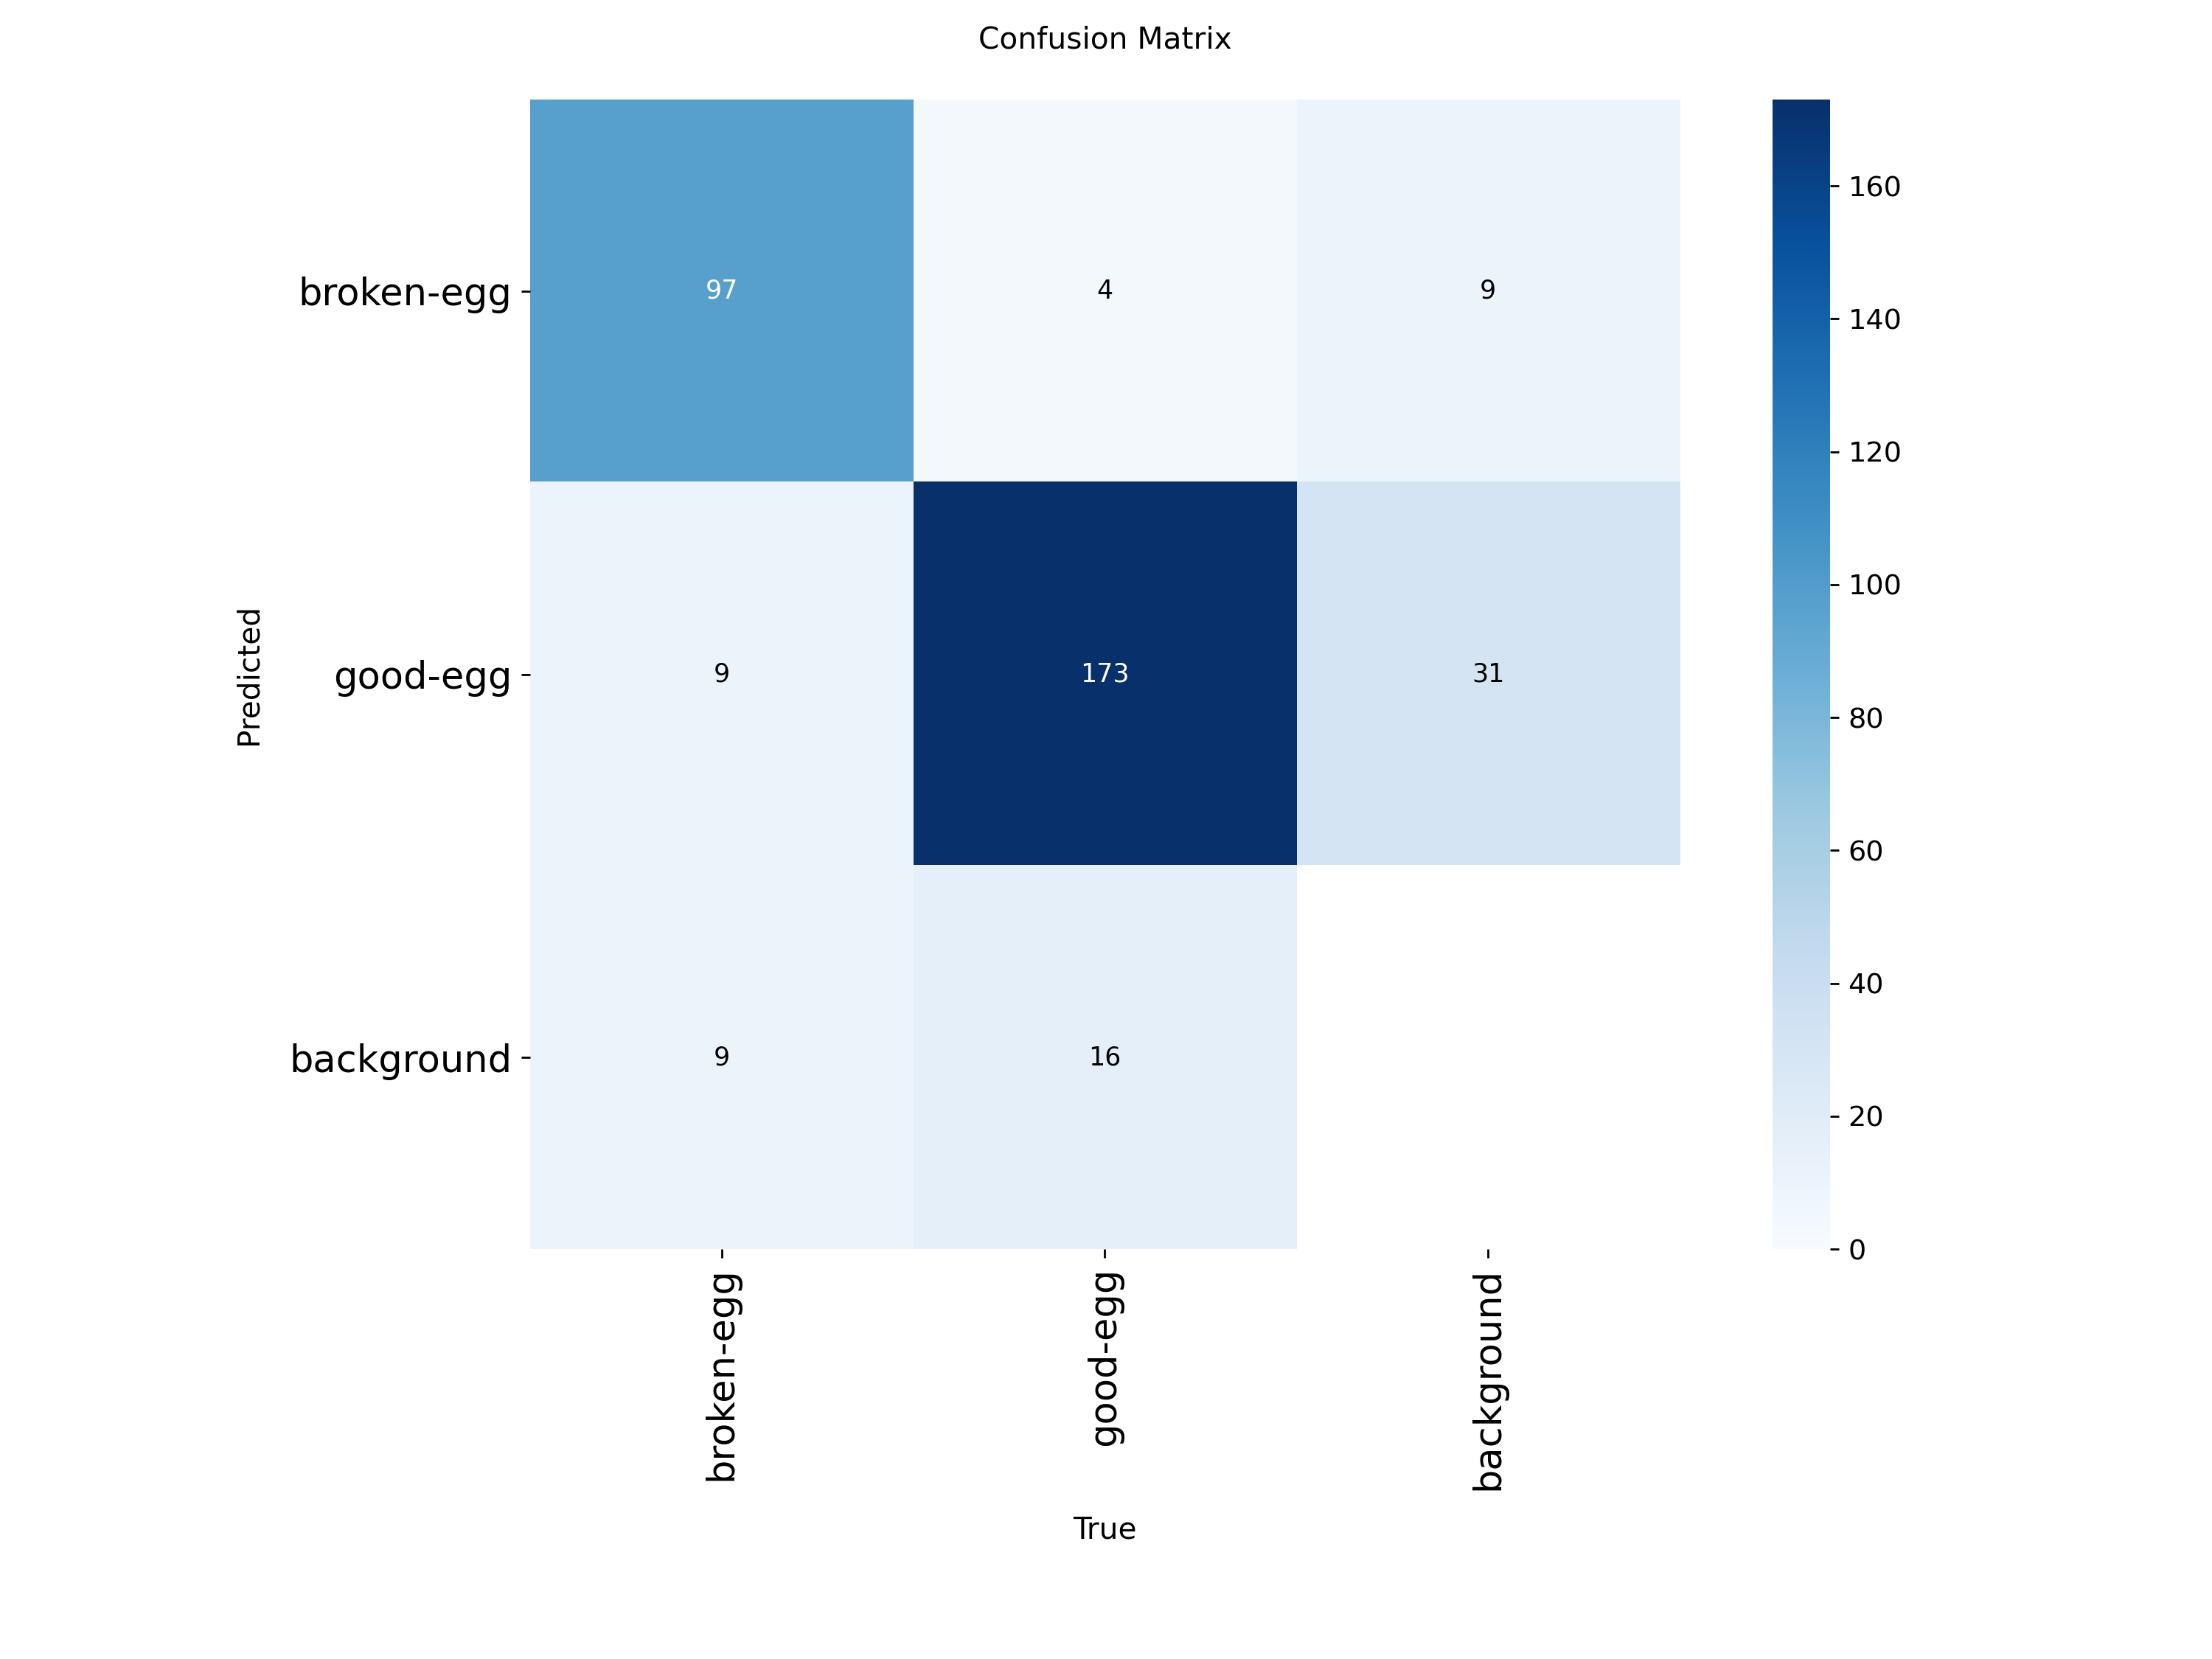 Confusion Matrix
broken-egg
97
4
9
good-egg
9
173
31
background
9
16
Predicted
broken-egg
good-egg
background
True
160
140
120
100
80
60
40
20
0